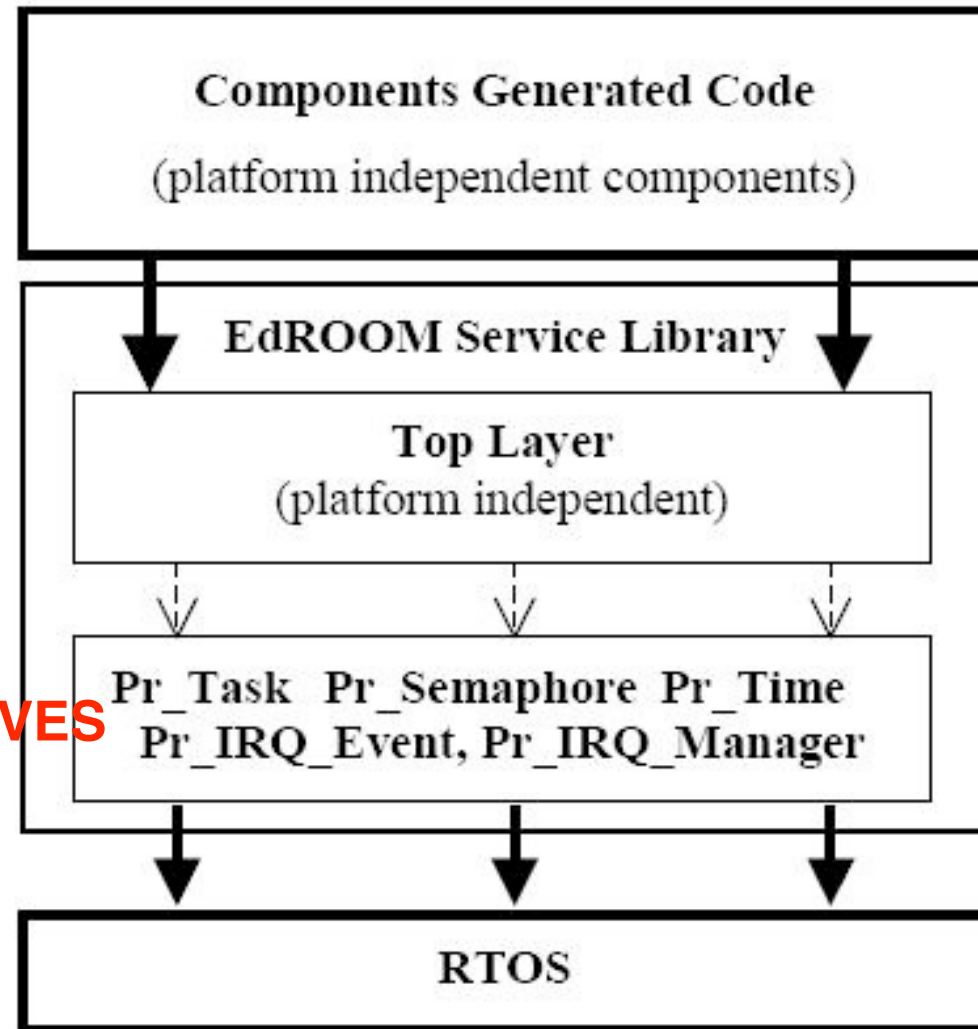 Components Generated Code
(platform independent components)
EdROOM Service Library
Top Layer
(platform independent)
Pr_Task Pr_Semaphore Pr_Time
VES
Pr_IRQ_Event, Pr_IRQ_Manager
RTOS